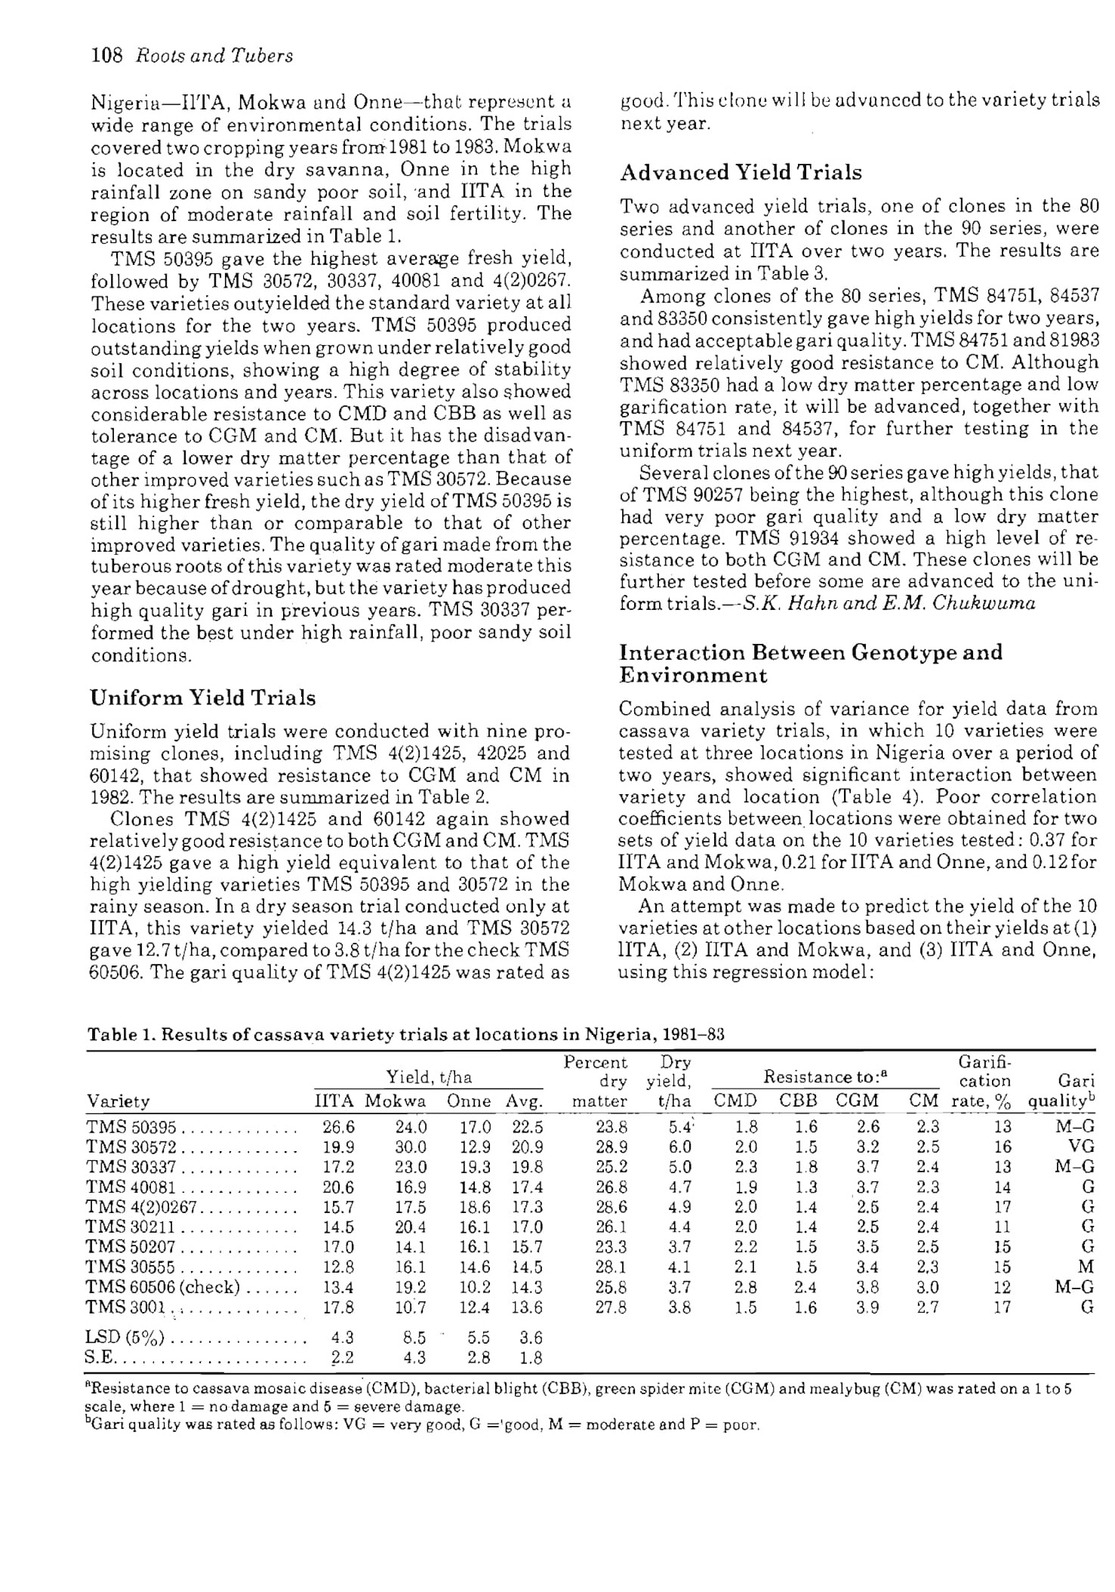 108 Roots and Tubers
Nigeria—IITA, Mokwa and Onne—that represent a
wide range of environmental conditions. The trials
covered two cropping years from 1981 to 1983. Mokwa
is located in the dry savanna, Onne in the high
rainfall zone on sandy poor soil, and IITA in the
region of moderate rainfall and soil fertility. The
results are summarized in Table 1.
TMS 50395 gave the highest average fresh yield,
followed by TMS 30572, 30337, 40081 and 4(2)0267.
These varieties outyielded the standard variety at all
locations for the two years. TMS 50395 produced
outstanding yields when grown under relatively good
soil conditions, showing a high degree of stability
across locations and years. This variety also showed
considerable resistance to CMD and CBB as well as
tolerance to CGM and CM. But it has the disadvan-
tage of a lower dry matter percentage than that of
other improved varieties such as TMS 30572. Because
of its higher fresh yield, the dry yield of TMS 50395 is
still higher than or comparable to that of other
improved varieties. The quality of gari made from the
tuberous roots of this variety was rated moderate this
year because of drought, but the variety has produced
high quality gari in previous years. TMS 30337 per-
formed the best under high rainfall, poor sandy soil
conditions.
Uniform Yield Trials
Uniform yield trials were conducted with nine pro-
mising clones, including TMS 4(2)1425, 42025 and
60142, that showed resistance to CGM and CM in
1982. The results are summarized in Table 2.
Clones TMS 4(2)1425 and 60142 again showed
relatively good resistance to both CGM and CM. TMS
4(2)1425 gave a high yield equivalent to that of the
high yielding varieties TMS 50395 and 30572 in the
rainy season. In a dry season trial conducted only at
IITA, this variety yielded 14.3 t/ha and TMS 30572
gave 12.7 t/ha, compared to 3.8 t/ha for the check TMS
60506. The gari quality of TMS 4(2)1425 was rated as
good. This clone will be advanced to the variety trials
next year.
Advanced Yield Trials
Two advanced yield trials, one of clones in the 80
series and another of clones in the 90 series, were
conducted at IITA over two years. The results are
summarized in Table 3.
Among clones of the 80 series, TMS 84751, 84537
and 83350 consistently gave high yields for two years,
and had acceptable gari quality. TMS 84751 and 81983
showed relatively good resistance to CM. Although
TMS 83350 had a low dry matter percentage and low
garification rate, it will be advanced, together with
TMS 84751 and 84537, for further testing in the
uniform trials next year.
Several clones of the 90 series gave high yields, that
of TMS 90257 being the highest, although this clone
had very poor gari quality and a low dry matter
percentage. TMS 91934 showed a high level of re-
sistance to both CGM and CM. These clones will be
further tested before some are advanced to the uni-
form trials.—S.K. Hahn and E.M. Chukwuma
Interaction Between Genotype and
Environment
Combined analysis of variance for yield data from
cassava variety trials, in which 10 varieties were
tested at three locations in Nigeria over a period of
two years, showed significant interaction between
variety and location (Table 4). Poor correlation
coefficients between locations were obtained for two
sets of yield data on the 10 varieties tested: 0.37 for
IITA and Mokwa, 0.21 for IITA and Onne, and 0.12 for
Mokwa and Onne.
An attempt was made to predict the yield of the 10
varieties at other locations based on their yields at (1)
IITA, (2) IITA and Mokwa, and (3) IITA and Onne,
using this regression model:
Table 1. Results of cassava variety trials at locations in Nigeria, 1981–83
Percent Dry Garifi-
Yield, t/ha dry yield, Resistance to:a cation Gari
Variety IITA Mokwa Onne Avg. matter t/ha CMD CBB CGM CM rate, % qualityb
TMS 50395............. 26.6 24.0 17.0 22.5 23.8 5.4 1.8 1.6 2.6 2.3 13 M–G
TMS 30572............. 19.9 30.0 12.9 20.9 28.9 6.0 2.0 1.5 3.2 2.5 16 VG
TMS 30337............. 17.2 23.0 19.3 19.8 25.2 5.0 2.3 1.8 3.7 2.4 13 M–G
TMS 40081............. 20.6 16.9 14.8 17.4 26.8 4.7 1.9 1.3 3.7 2.3 14 G
TMS 4(2)0267........... 15.7 17.5 18.6 17.3 28.6 4.9 2.0 1.4 2.5 2.4 17 G
TMS 30211............. 14.5 20.4 16.1 17.0 26.1 4.4 2.0 1.4 2.5 2.4 11 G
TMS 50207............. 17.0 14.1 16.1 15.7 23.3 3.7 2.2 1.5 3.5 2.5 15 G
TMS 30555............. 12.8 16.1 14.6 14.5 28.1 4.1 2.1 1.5 3.4 2.3 15 M
TMS 60506 (check) ...... 13.4 19.2 10.2 14.3 25.8 3.7 2.8 2.4 3.8 3.0 12 M–G
TMS 3001.............. 17.8 10.7 12.4 13.6 27.8 3.8 1.5 1.6 3.9 2.7 17 G
LSD (5%)............... 4.3 8.5 5.5 3.6
S.E..................... 2.2 4.3 2.8 1.8
aResistance to cassava mosaic disease (CMD), bacterial blight (CBB), green spider mite (CGM) and mealybug (CM) was rated on a 1 to 5
scale, where 1 = no damage and 5 = severe damage.
bGari quality was rated as follows: VG = very good, G = good, M = moderate and P = poor.